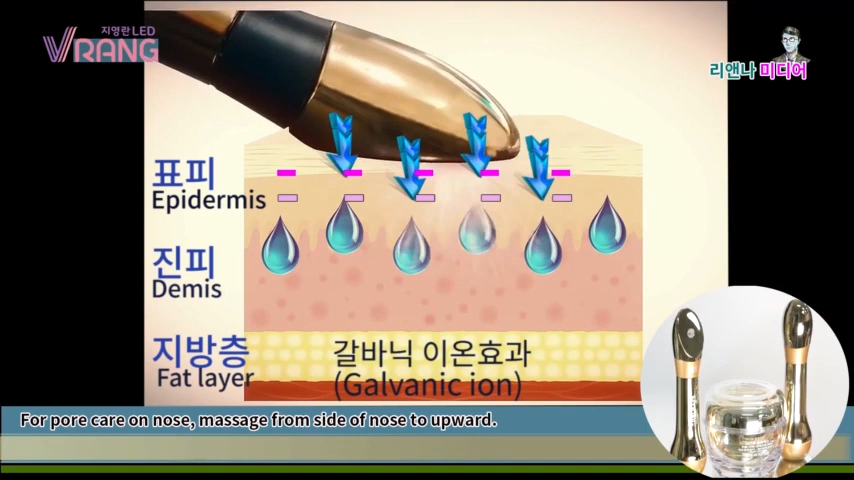 지영란 LED
VRANG
리앤나 미디어
표피
Epidermis
진피
Demis
지방층
Fat layer
갈바닉 이온효과
(Galvanic ion)
For pore care on nose, massage from side of nose to upward.